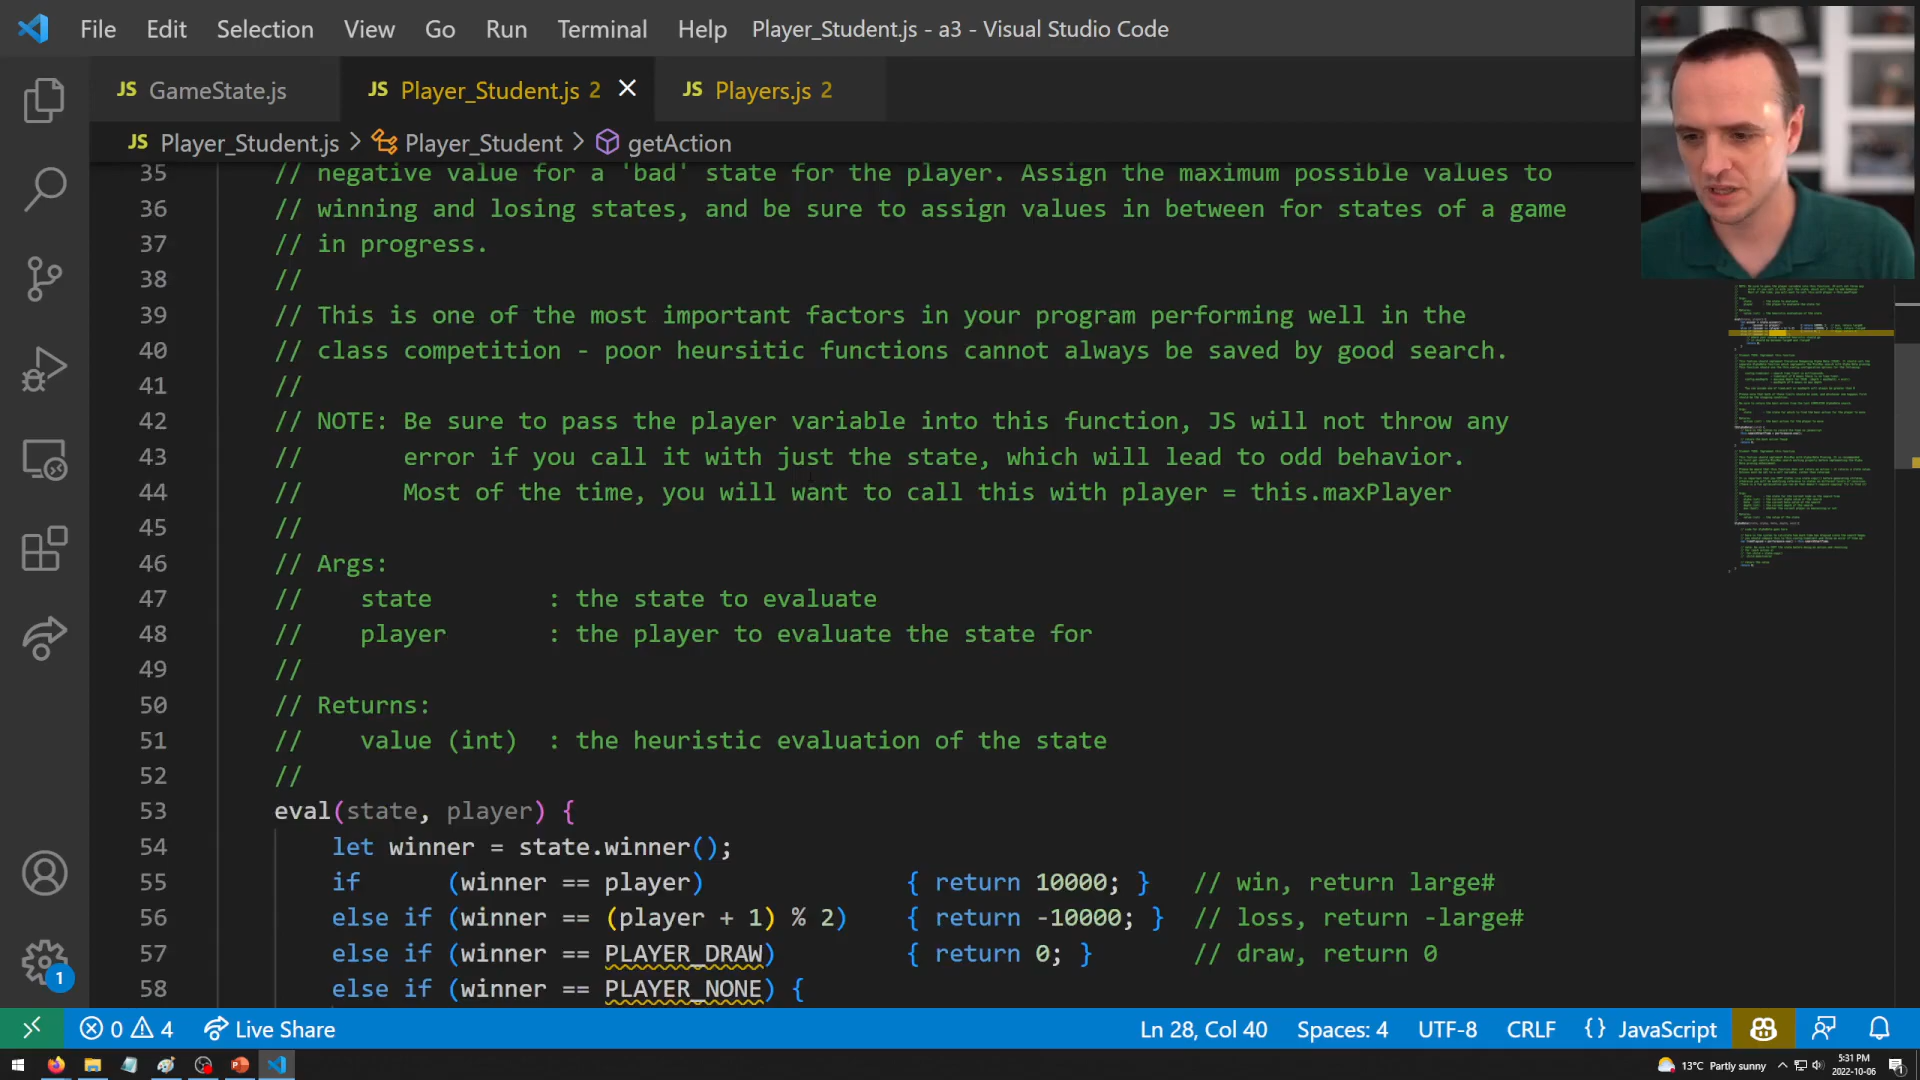 File Edit Selection View Go Run Terminal Help Player_Student.js - a3 - Visual Studio Code
JS GameState.js JS Player_Student.js 2 JS Players.js 2
JS Player_Student.js > Player_Student > getAction
35 // negative value for a 'bad' state for the player. Assign the maximum possible values to
36 // winning and losing states, and be sure to assign values in between for states of a game
37 // in progress.
38 //
39 // This is one of the most important factors in your program performing well in the
40 // class competition - poor heursitic functions cannot always be saved by good search.
41 //
42 // NOTE: Be sure to pass the player variable into this function, JS will not throw any
43 // error if you call it with just the state, which will lead to odd behavior.
44 // Most of the time, you will want to call this with player = this.maxPlayer
45 //
46 // Args:
47 // state : the state to evaluate
48 // player : the player to evaluate the state for
49 //
50 // Returns:
51 // value (int) : the heuristic evaluation of the state
52 //
53 eval(state, player) {
54 let winner = state.winner();
55 if (winner == player) { return 10000; } // win, return large#
56 else if (winner == (player + 1) % 2) { return -10000; } // loss, return -large#
57 else if (winner == PLAYER_DRAW) { return 0; } // draw, return 0
58 else if (winner == PLAYER_NONE) {
1
0 4 Live Share Ln 28, Col 40 Spaces: 4 UTF-8 CRLF {} JavaScript
13°C Partly sunny 5:31 PM
2022-10-06